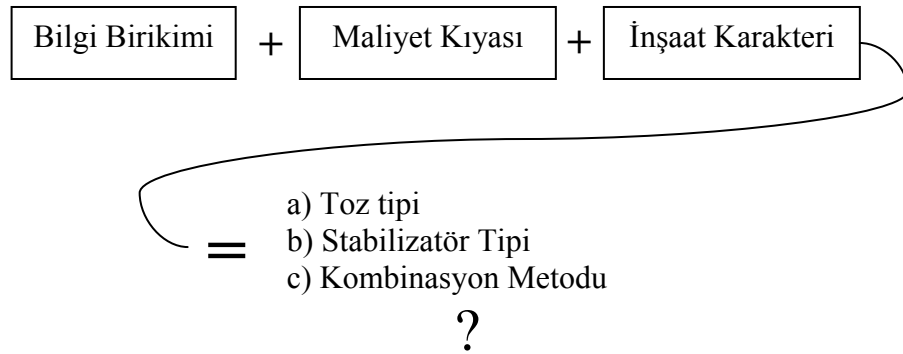 Bilgi Birikimi + Maliyet Kıyası + İnşaat Karakteri
= a) Toz tipi
b) Stabilizatör Tipi
c) Kombinasyon Metodu
?